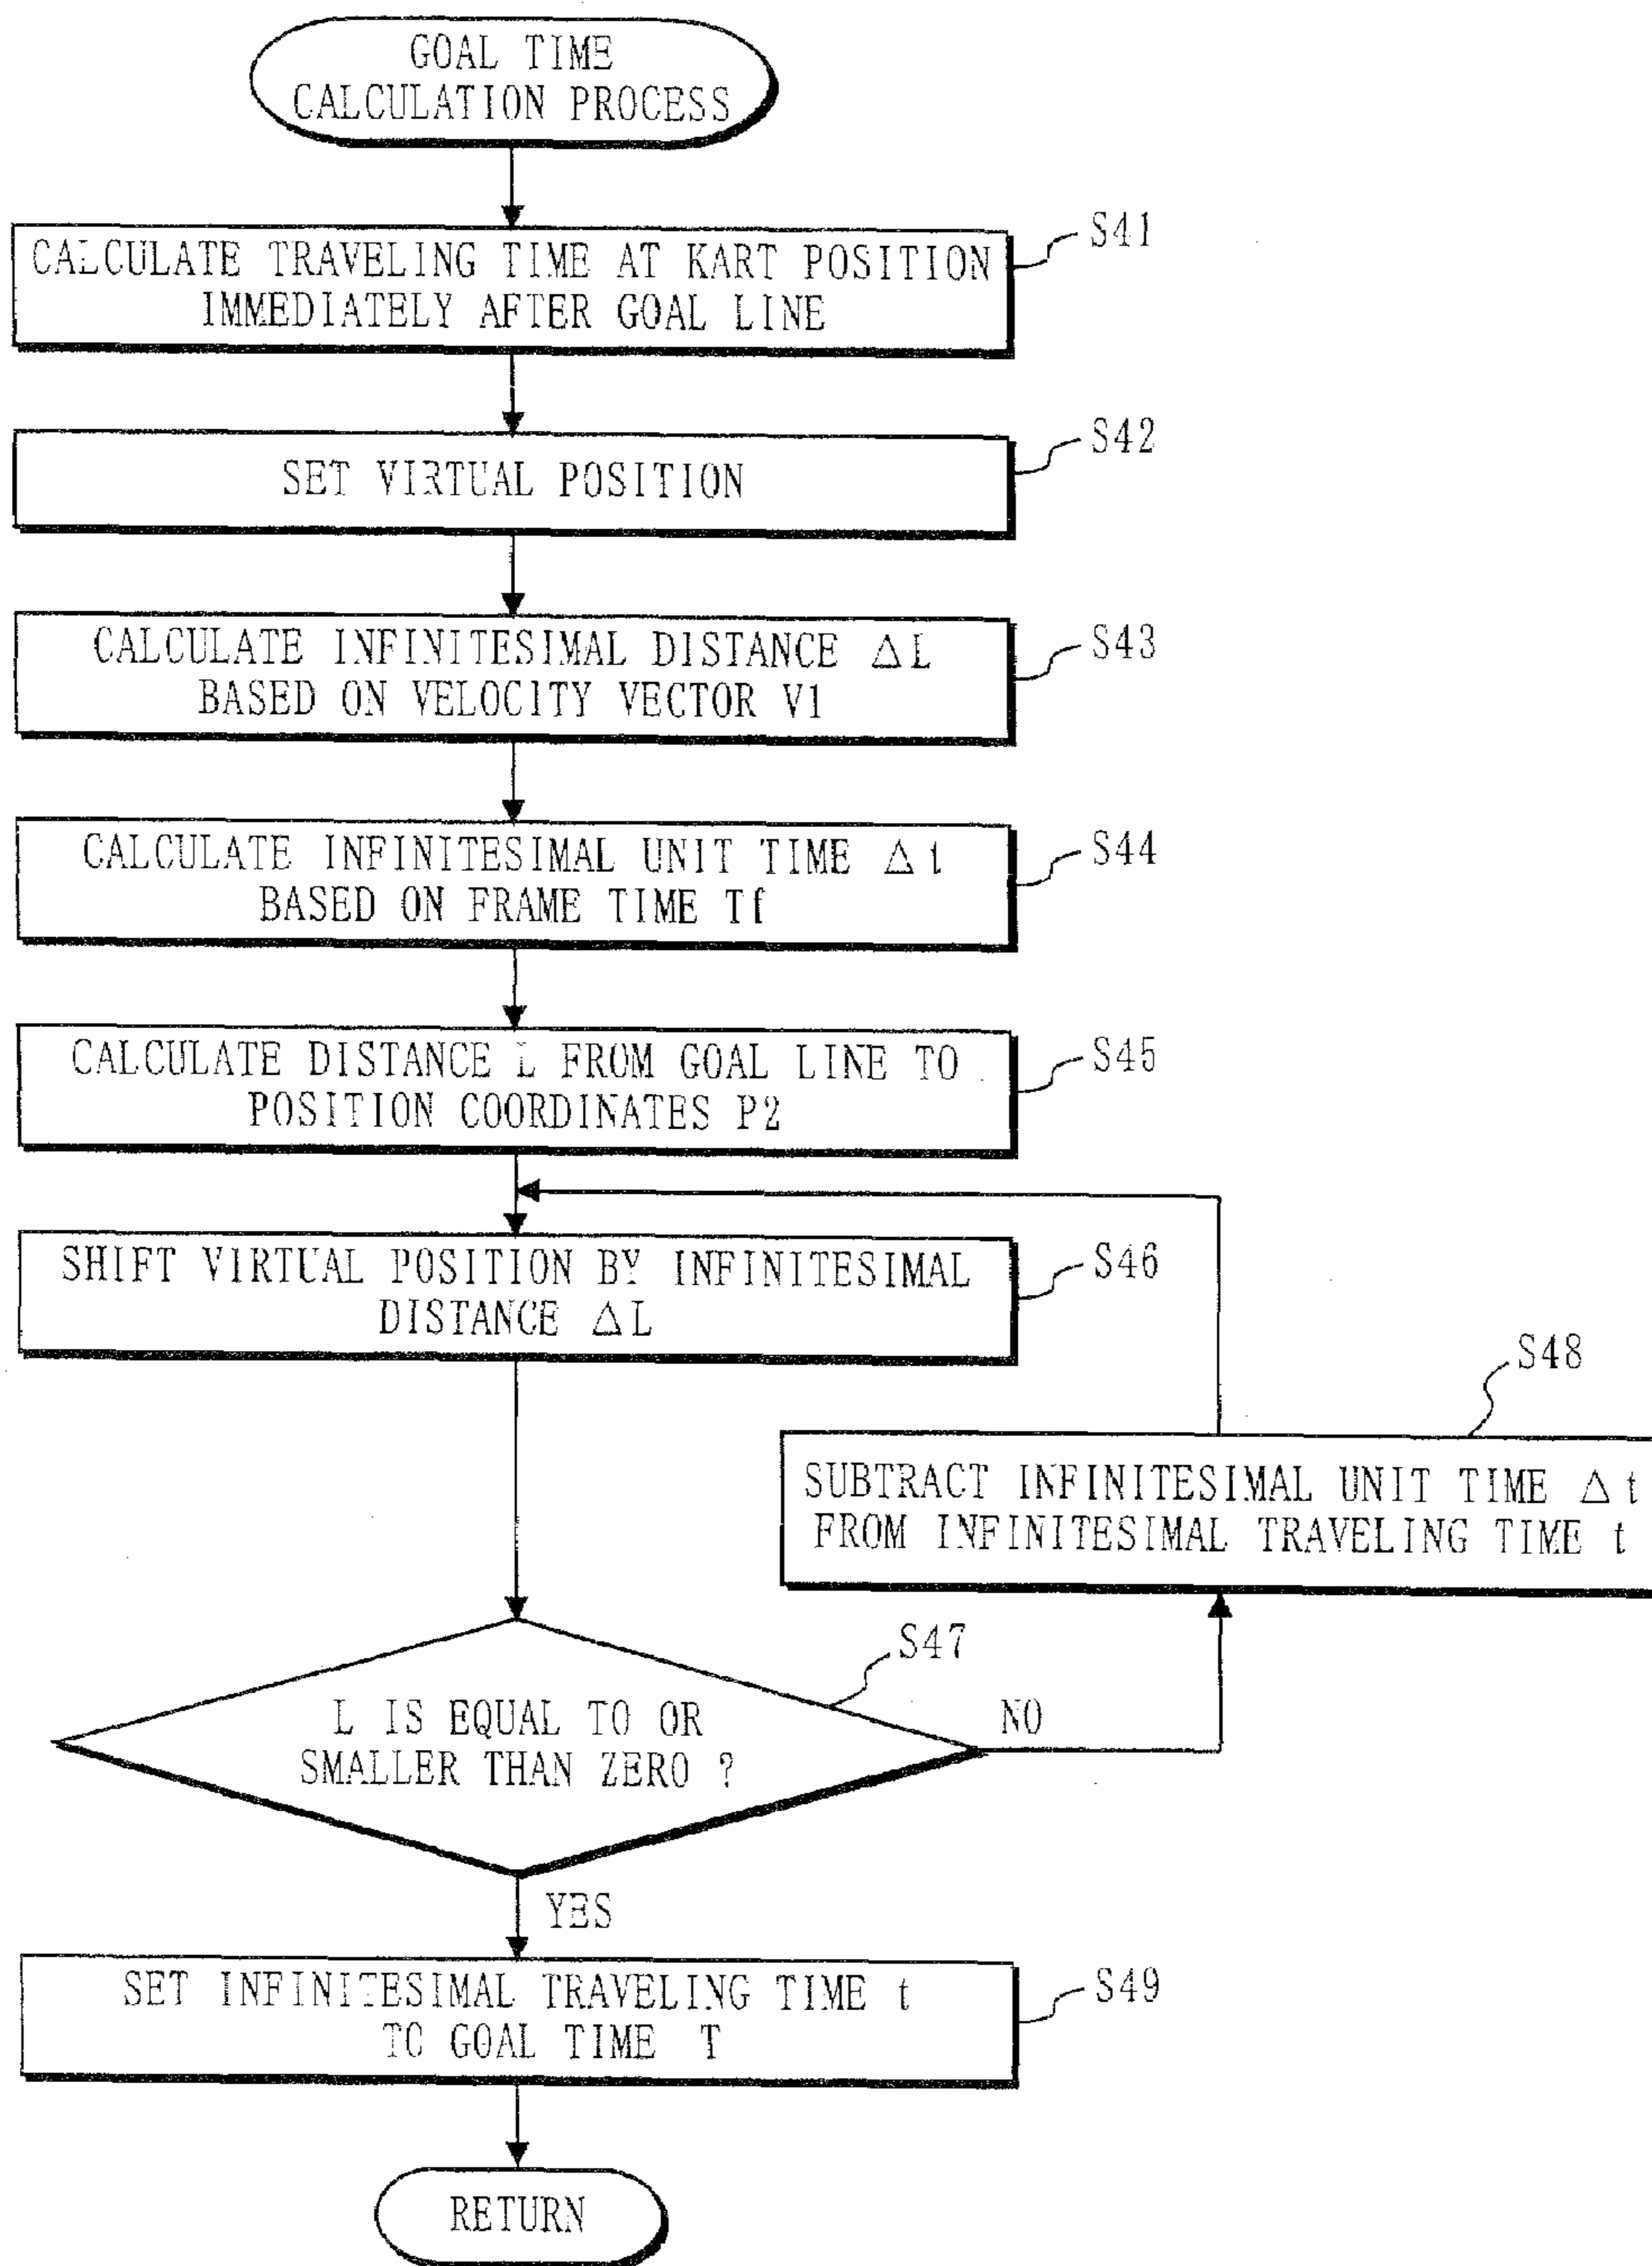 GOAL TIME
CALCULATION PROCESS
S41
CALCULATE TRAVELING TIME AT KART POSITION
IMMEDIATELY AFTER GOAL LINE
S42
SET VIRTUAL POSITION
S43
CALCULATE INFINITESIMAL DISTANCE △L
BASED ON VELOCITY VECTOR V1
S44
CALCULATE INFINITESIMAL UNIT TIME △t
BASED ON FRAME TIME Tf
S45
CALCULATE DISTANCE L FROM GOAL LINE TO
POSITION COORDINATES P2
S46
SHIFT VIRTUAL POSITION BY INFINITESIMAL
DISTANCE △L
S48
SUBTRACT INFINITESIMAL UNIT TIME △t
FROM INFINITESIMAL TRAVELING TIME t
S47
L IS EQUAL TO OR
SMALLER THAN ZERO ?
NO
YES
S49
SET INFINITESIMAL TRAVELING TIME t
TO GOAL TIME T
RETURN